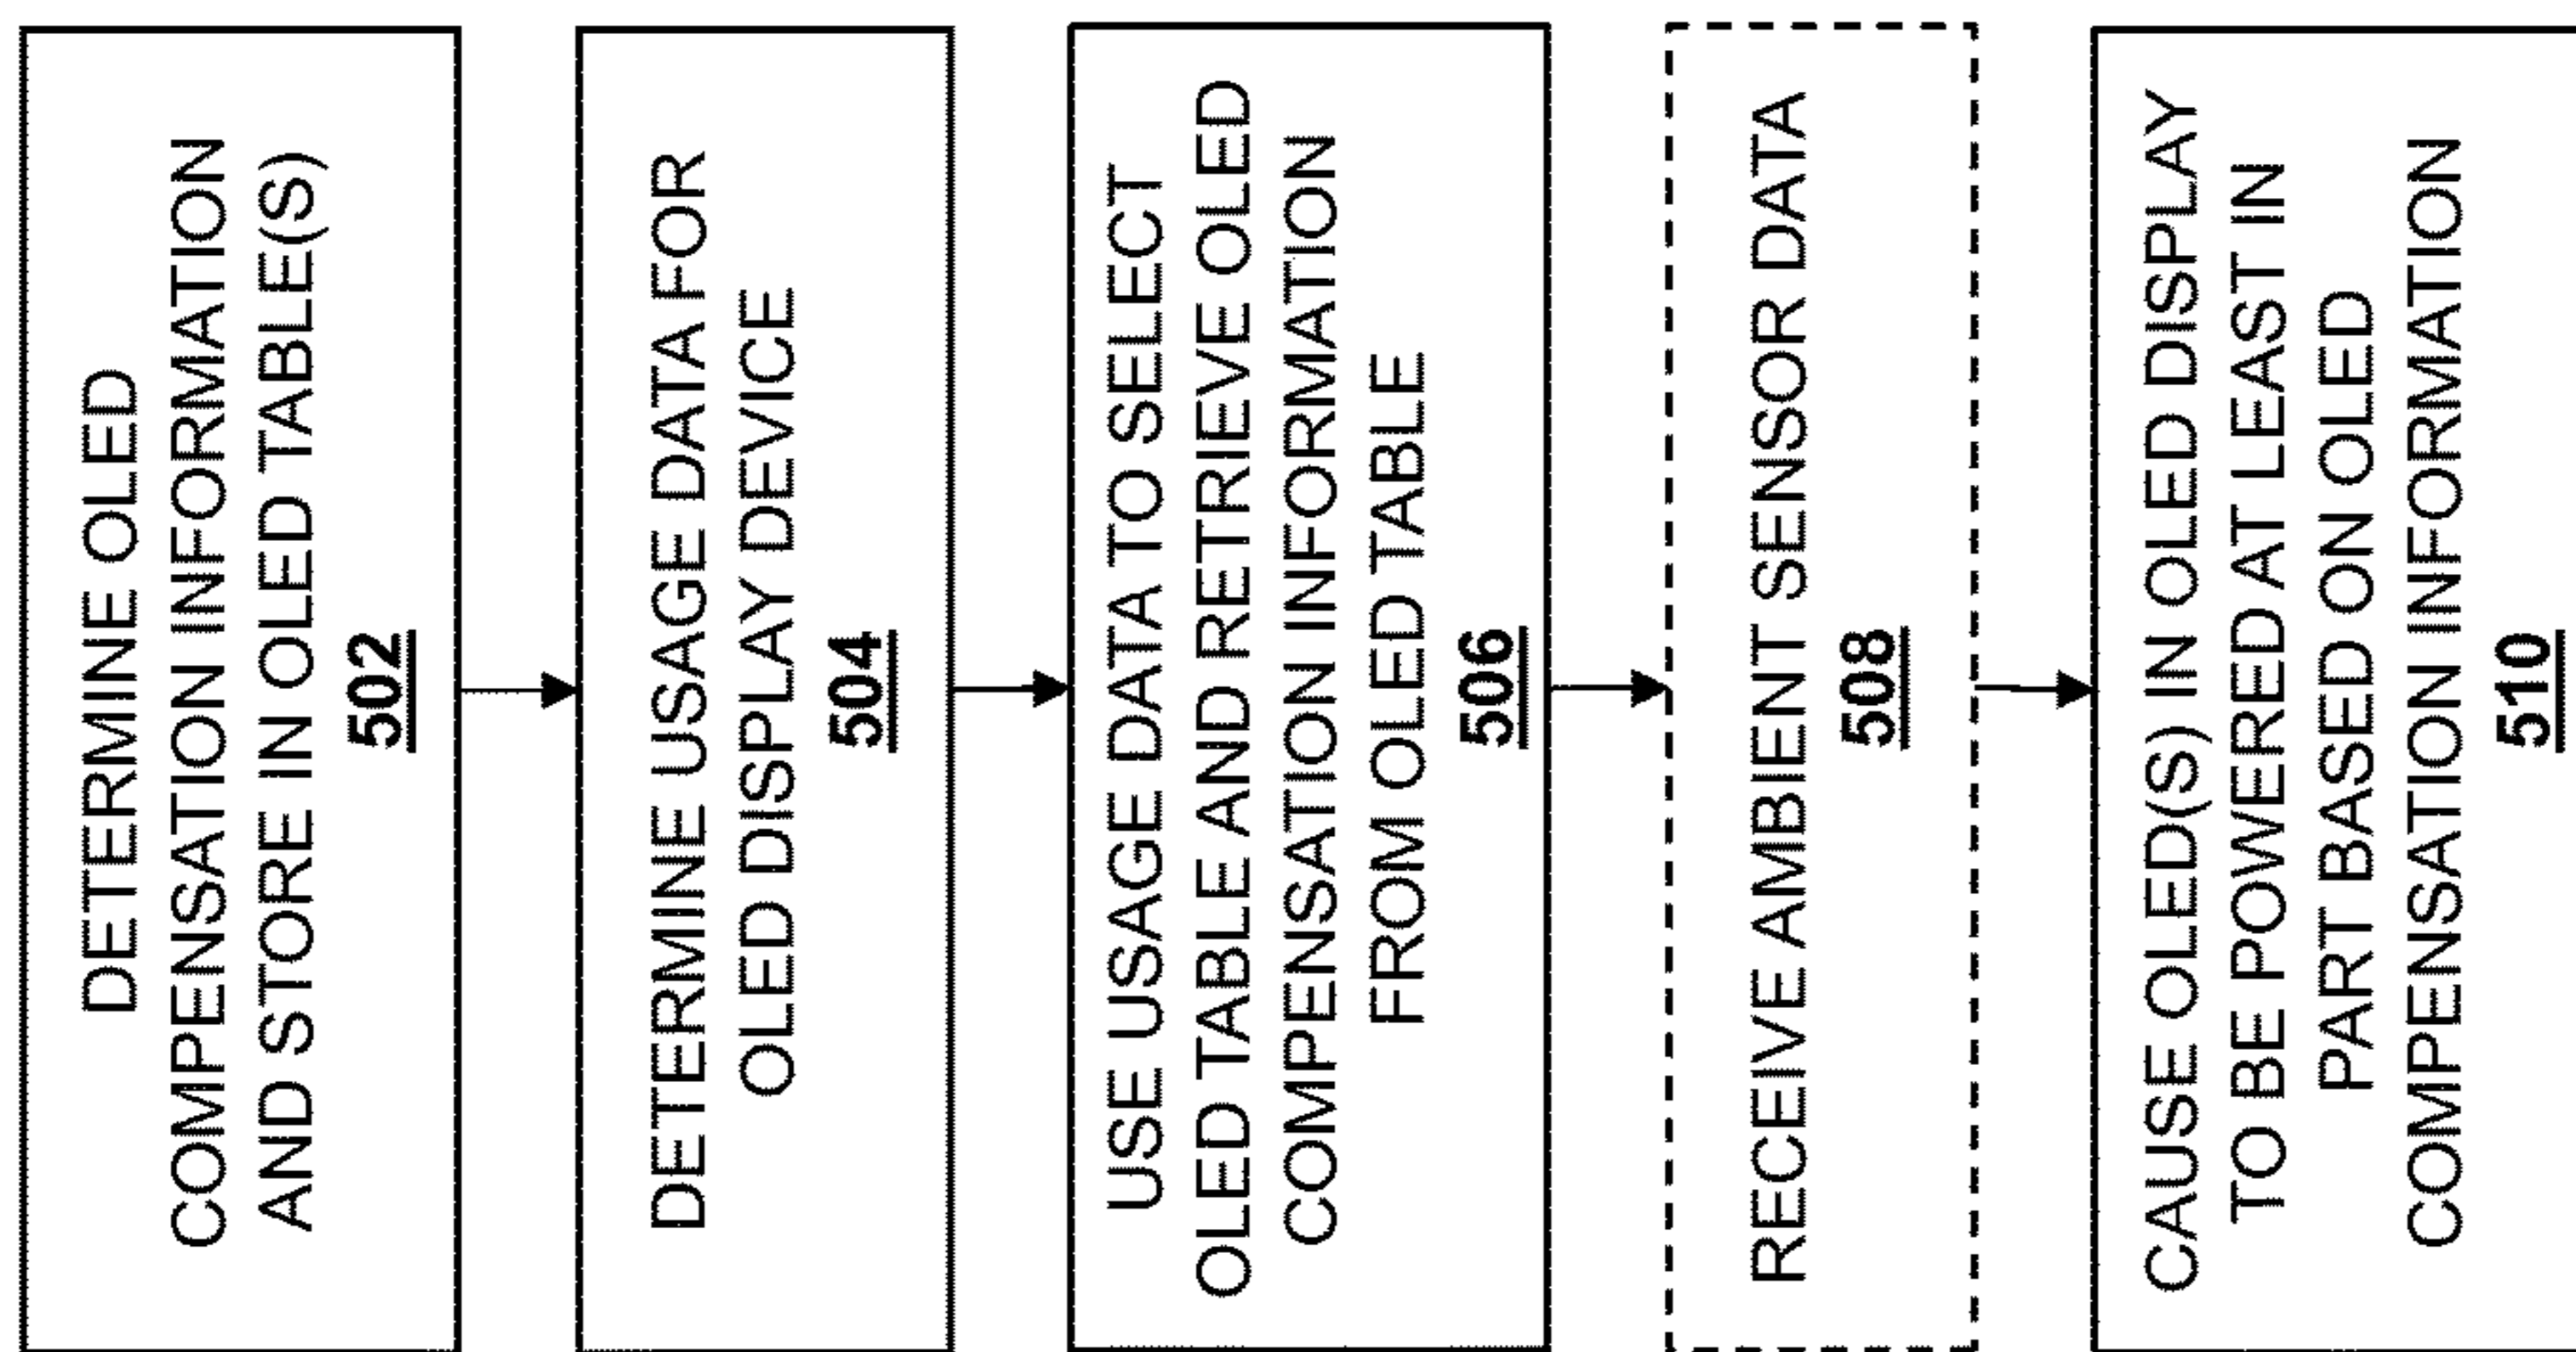 DETERMINE OLED
COMPENSATION INFORMATION
AND STORE IN OLED TABLE(S)
502
DETERMINE USAGE DATA FOR
OLED DISPLAY DEVICE
504
USE USAGE DATA TO SELECT
OLED TABLE AND RETRIEVE OLED
COMPENSATION INFORMATION
FROM OLED TABLE
506
RECEIVE AMBIENT SENSOR DATA
508
CAUSE OLED(S) IN OLED DISPLAY
TO BE POWERED AT LEAST IN
PART BASED ON OLED
COMPENSATION INFORMATION
510